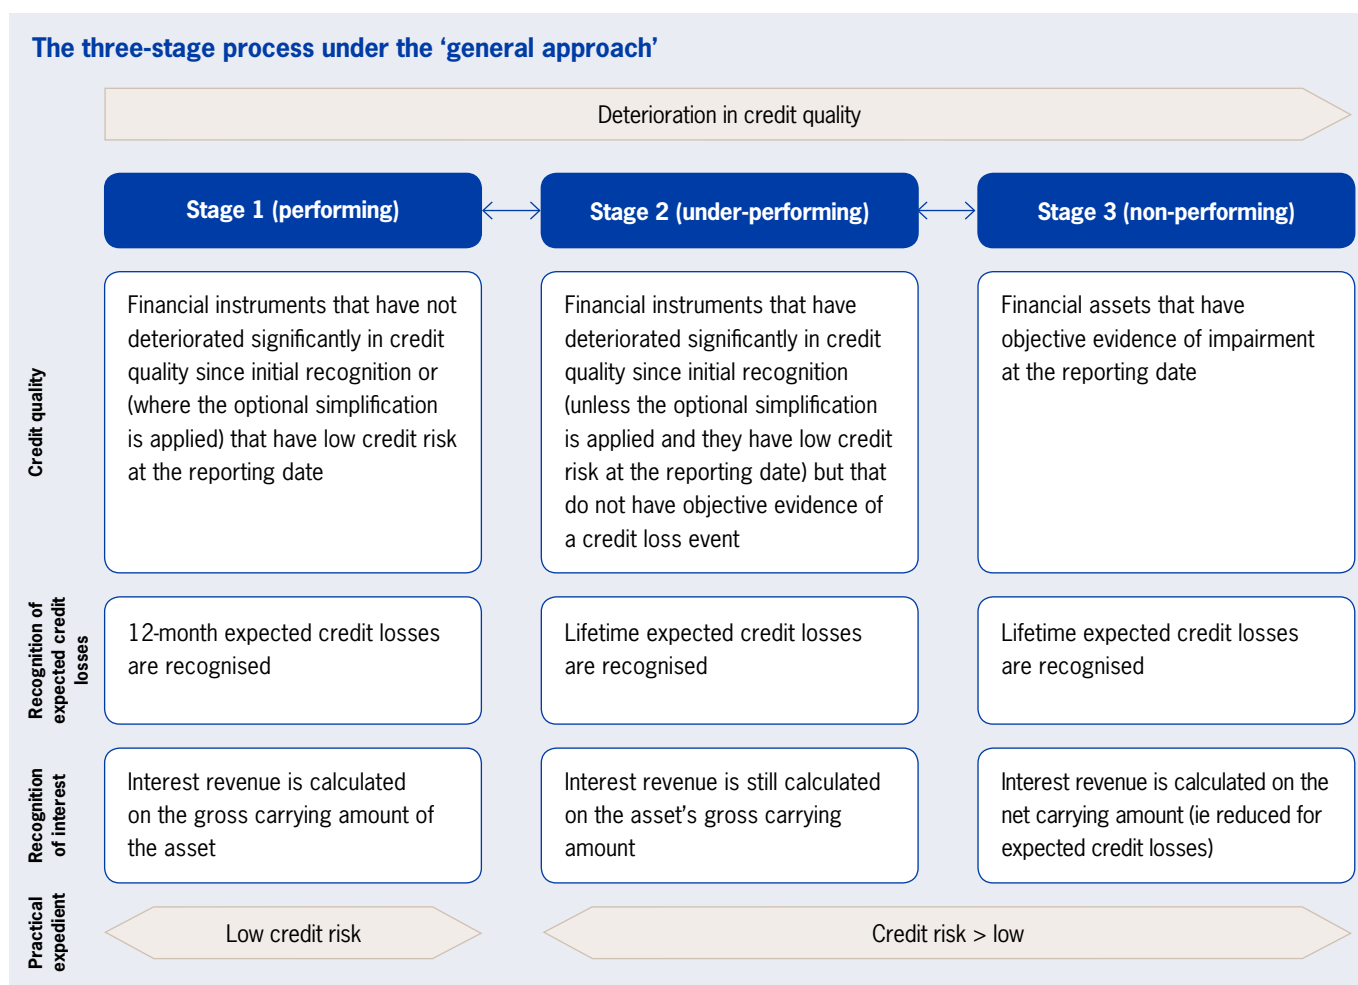 The three-stage process under the ‘general approach’
Deterioration in credit quality
Stage 1 (performing)
Stage 2 (under-performing)
Stage 3 (non-performing)
Credit quality
Financial instruments that have not
deteriorated significantly in credit
quality since initial recognition or
(where the optional simplification
is applied) that have low credit risk
at the reporting date
Financial instruments that have
deteriorated significantly in credit
quality since initial recognition
(unless the optional simplification
is applied and they have low credit
risk at the reporting date) but that
do not have objective evidence of
a credit loss event
Financial assets that have
objective evidence of impairment
at the reporting date
Recognition of
expected credit
losses
12-month expected credit losses
are recognised
Lifetime expected credit losses
are recognised
Lifetime expected credit losses
are recognised
Recognition
of interest
Interest revenue is calculated
on the gross carrying amount of
the asset
Interest revenue is still calculated
on the asset’s gross carrying
amount
Interest revenue is calculated on the
net carrying amount (ie reduced for
expected credit losses)
Practical
expedient
Low credit risk
Credit risk > low